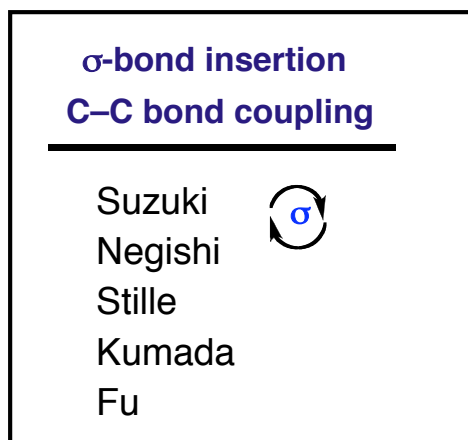 σ-bond insertion
C–C bond coupling
Suzuki
σ
Negishi
Stille
Kumada
Fu